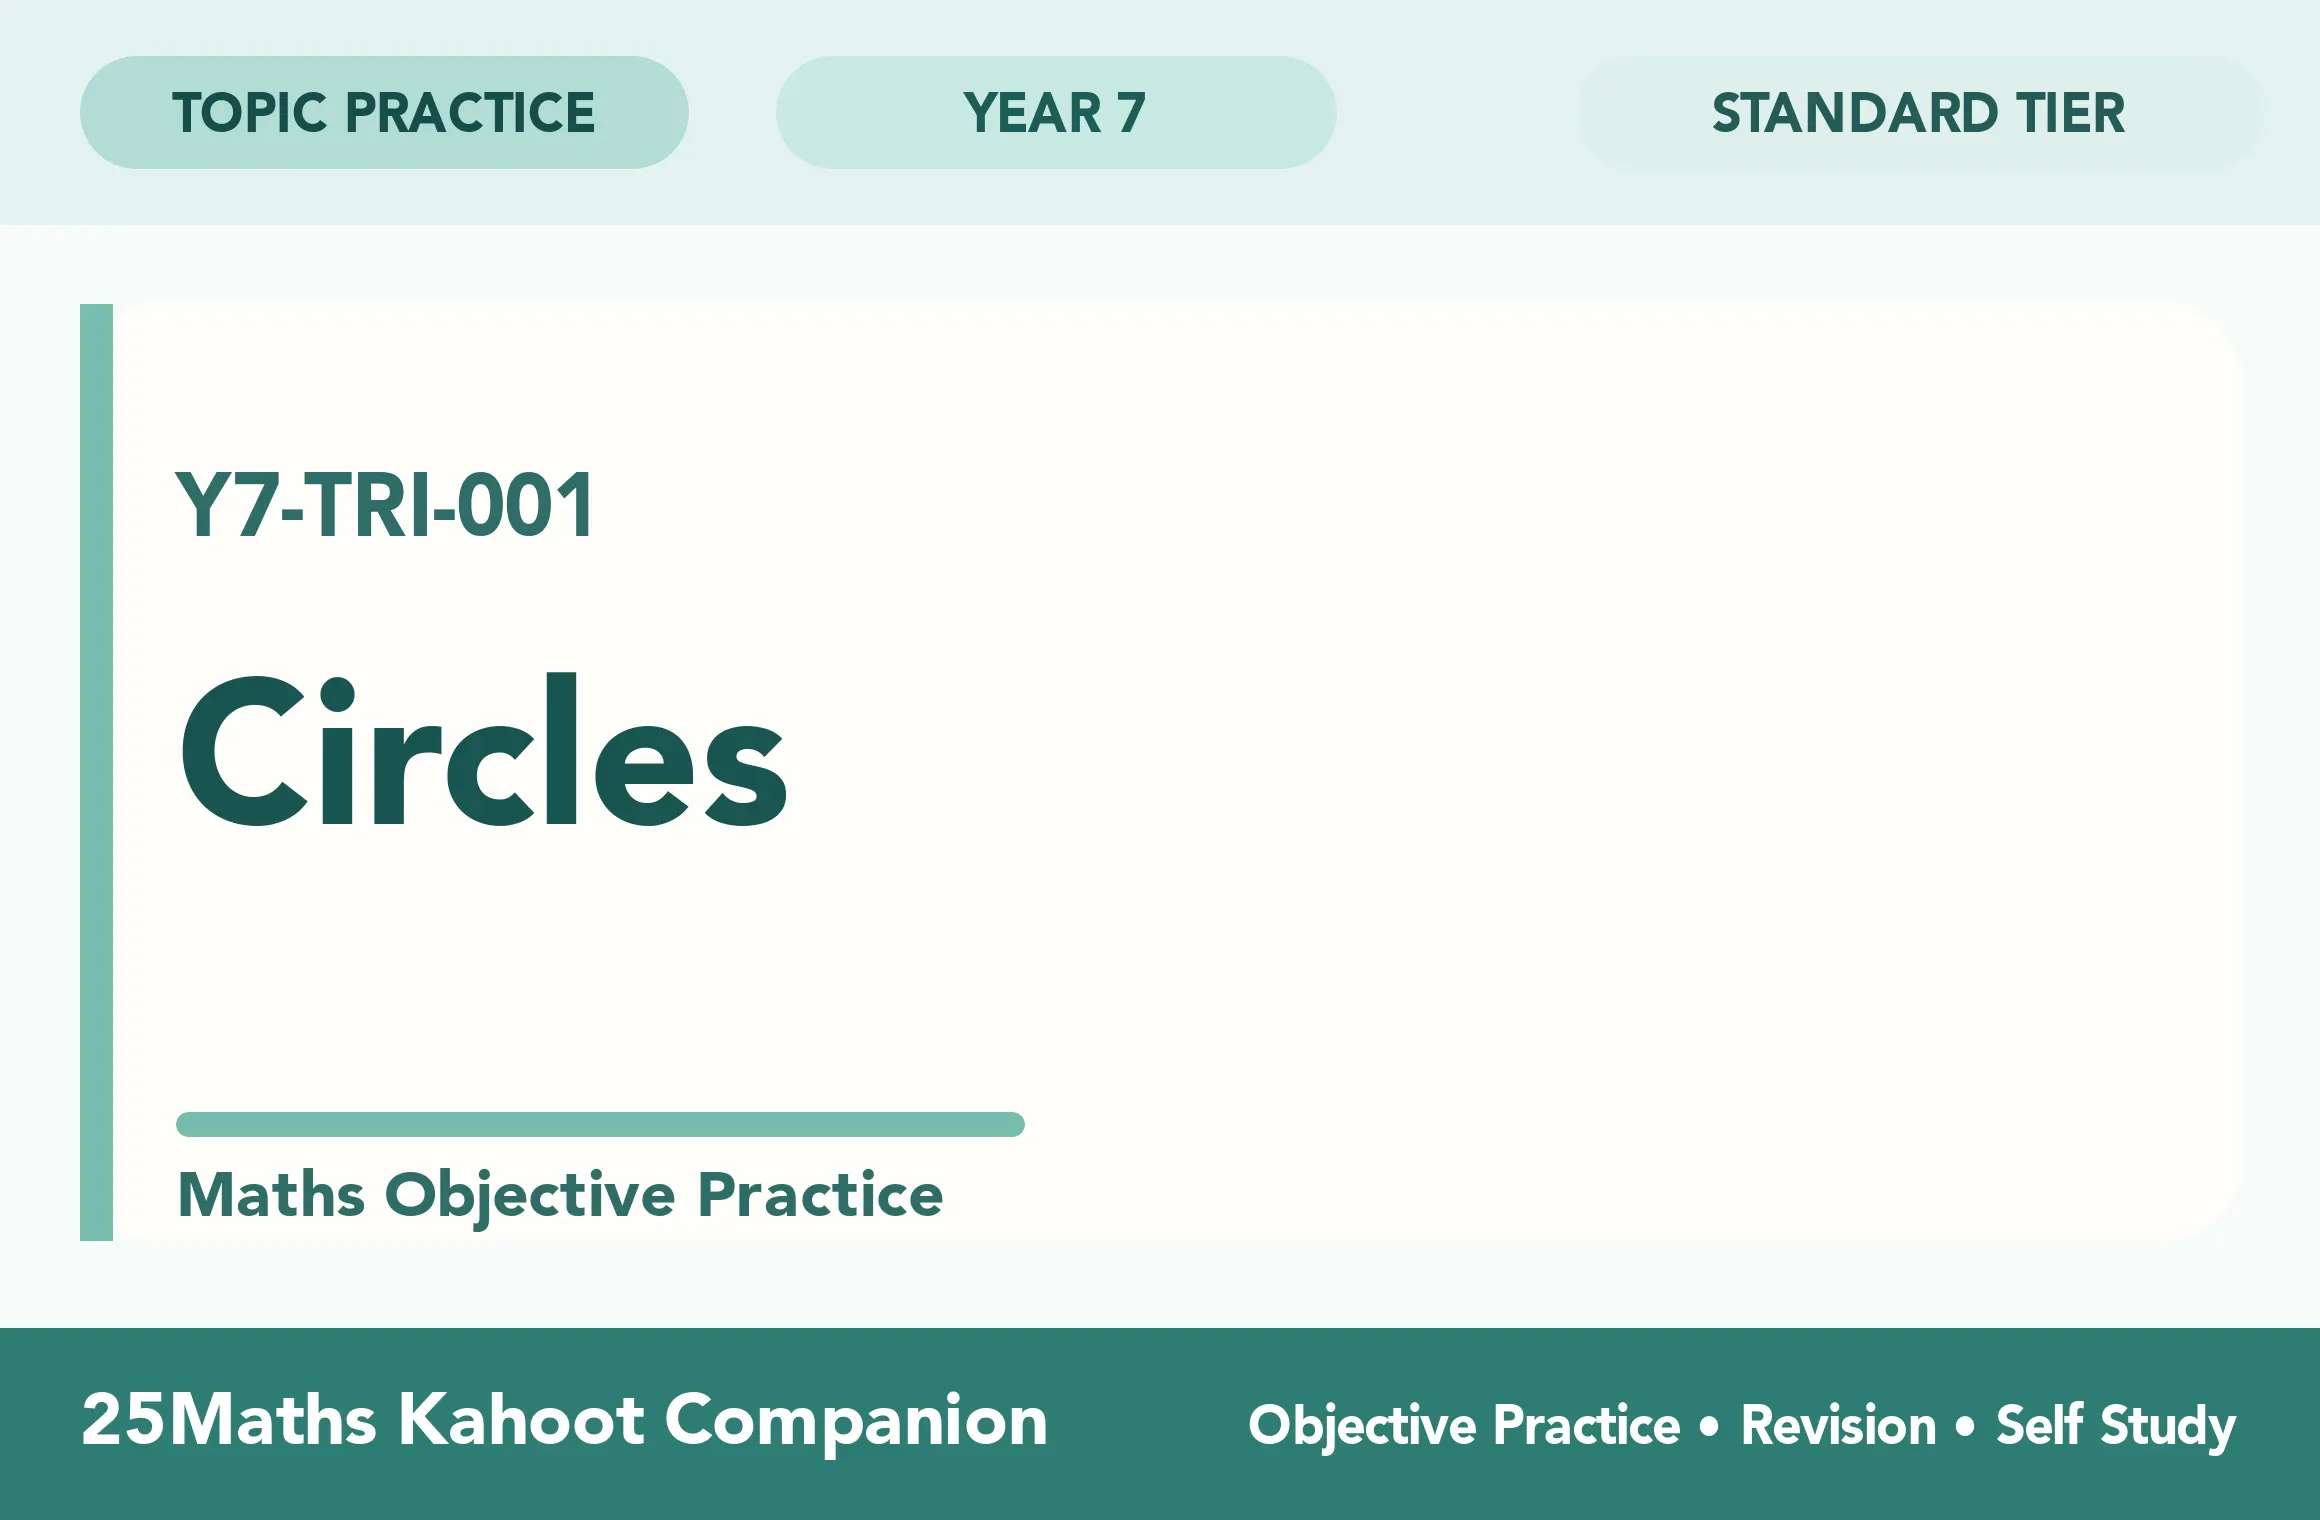 TOPIC PRACTICE
YEAR 7
STANDARD TIER
Y7-TRI-001
Circles
Maths Objective Practice
25Maths Kahoot Companion
Objective Practice • Revision • Self Study